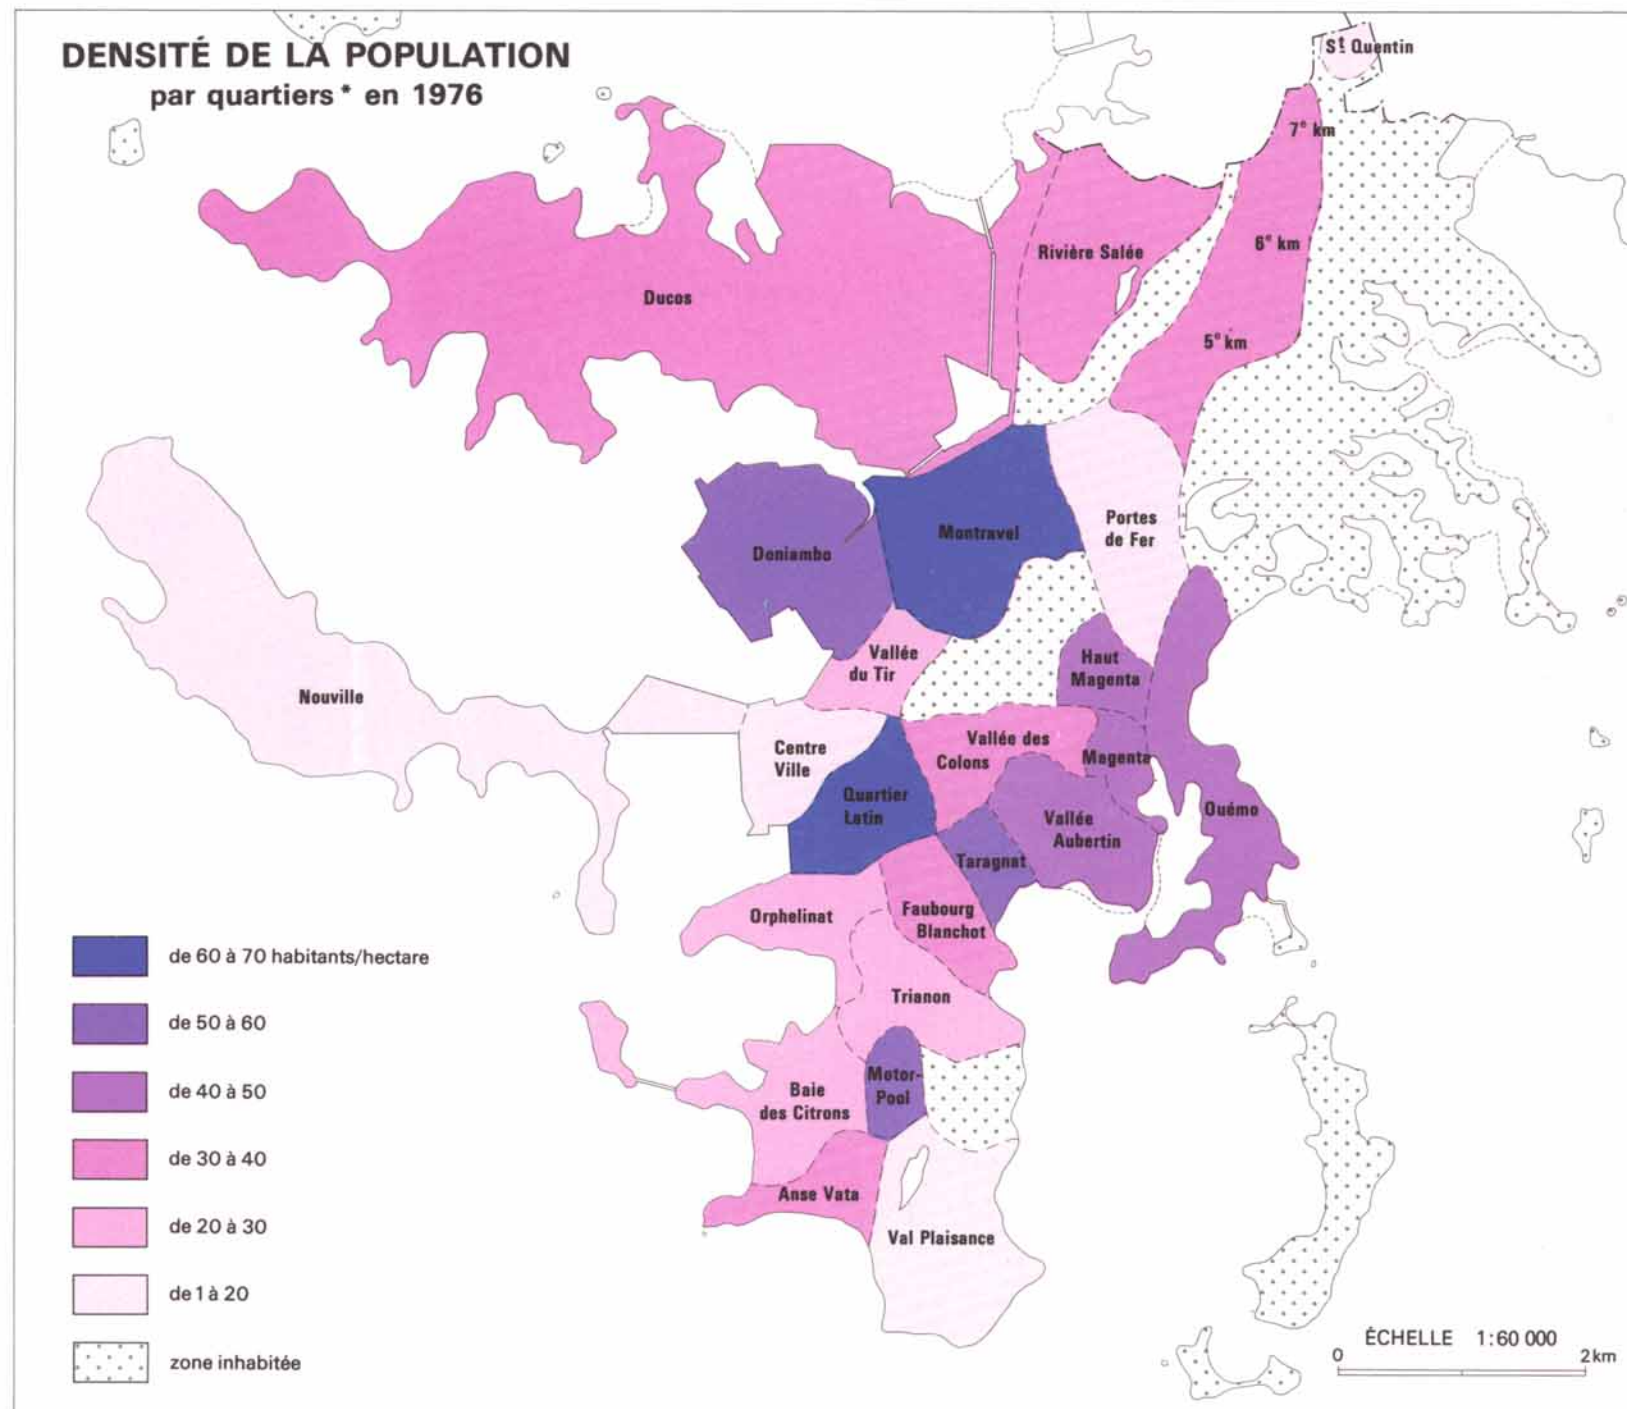 DENSITÉ DE LA POPULATION
par quartiers* en 1976
St Quentin
7e km
6e km
5e km
Rivière Salée
Ducos
Montravel
Portes
de Fer
Doniambo
Vallée
du Tir
Haut
Magenta
Nouville
Centre
Ville
Vallée des
Colons
Magenta
Quartier
Latin
Vallée
Aubertin
Ouémo
Taragnat
Orphelinat
Faubourg
Blanchot
Trianon
Motor-
Pool
Baie
des Citrons
Anse Vata
Val Plaisance
de 60 à 70 habitants/hectare
de 50 à 60
de 40 à 50
de 30 à 40
de 20 à 30
de 1 à 20
zone inhabitée
ÉCHELLE 1:60 000
0 2km